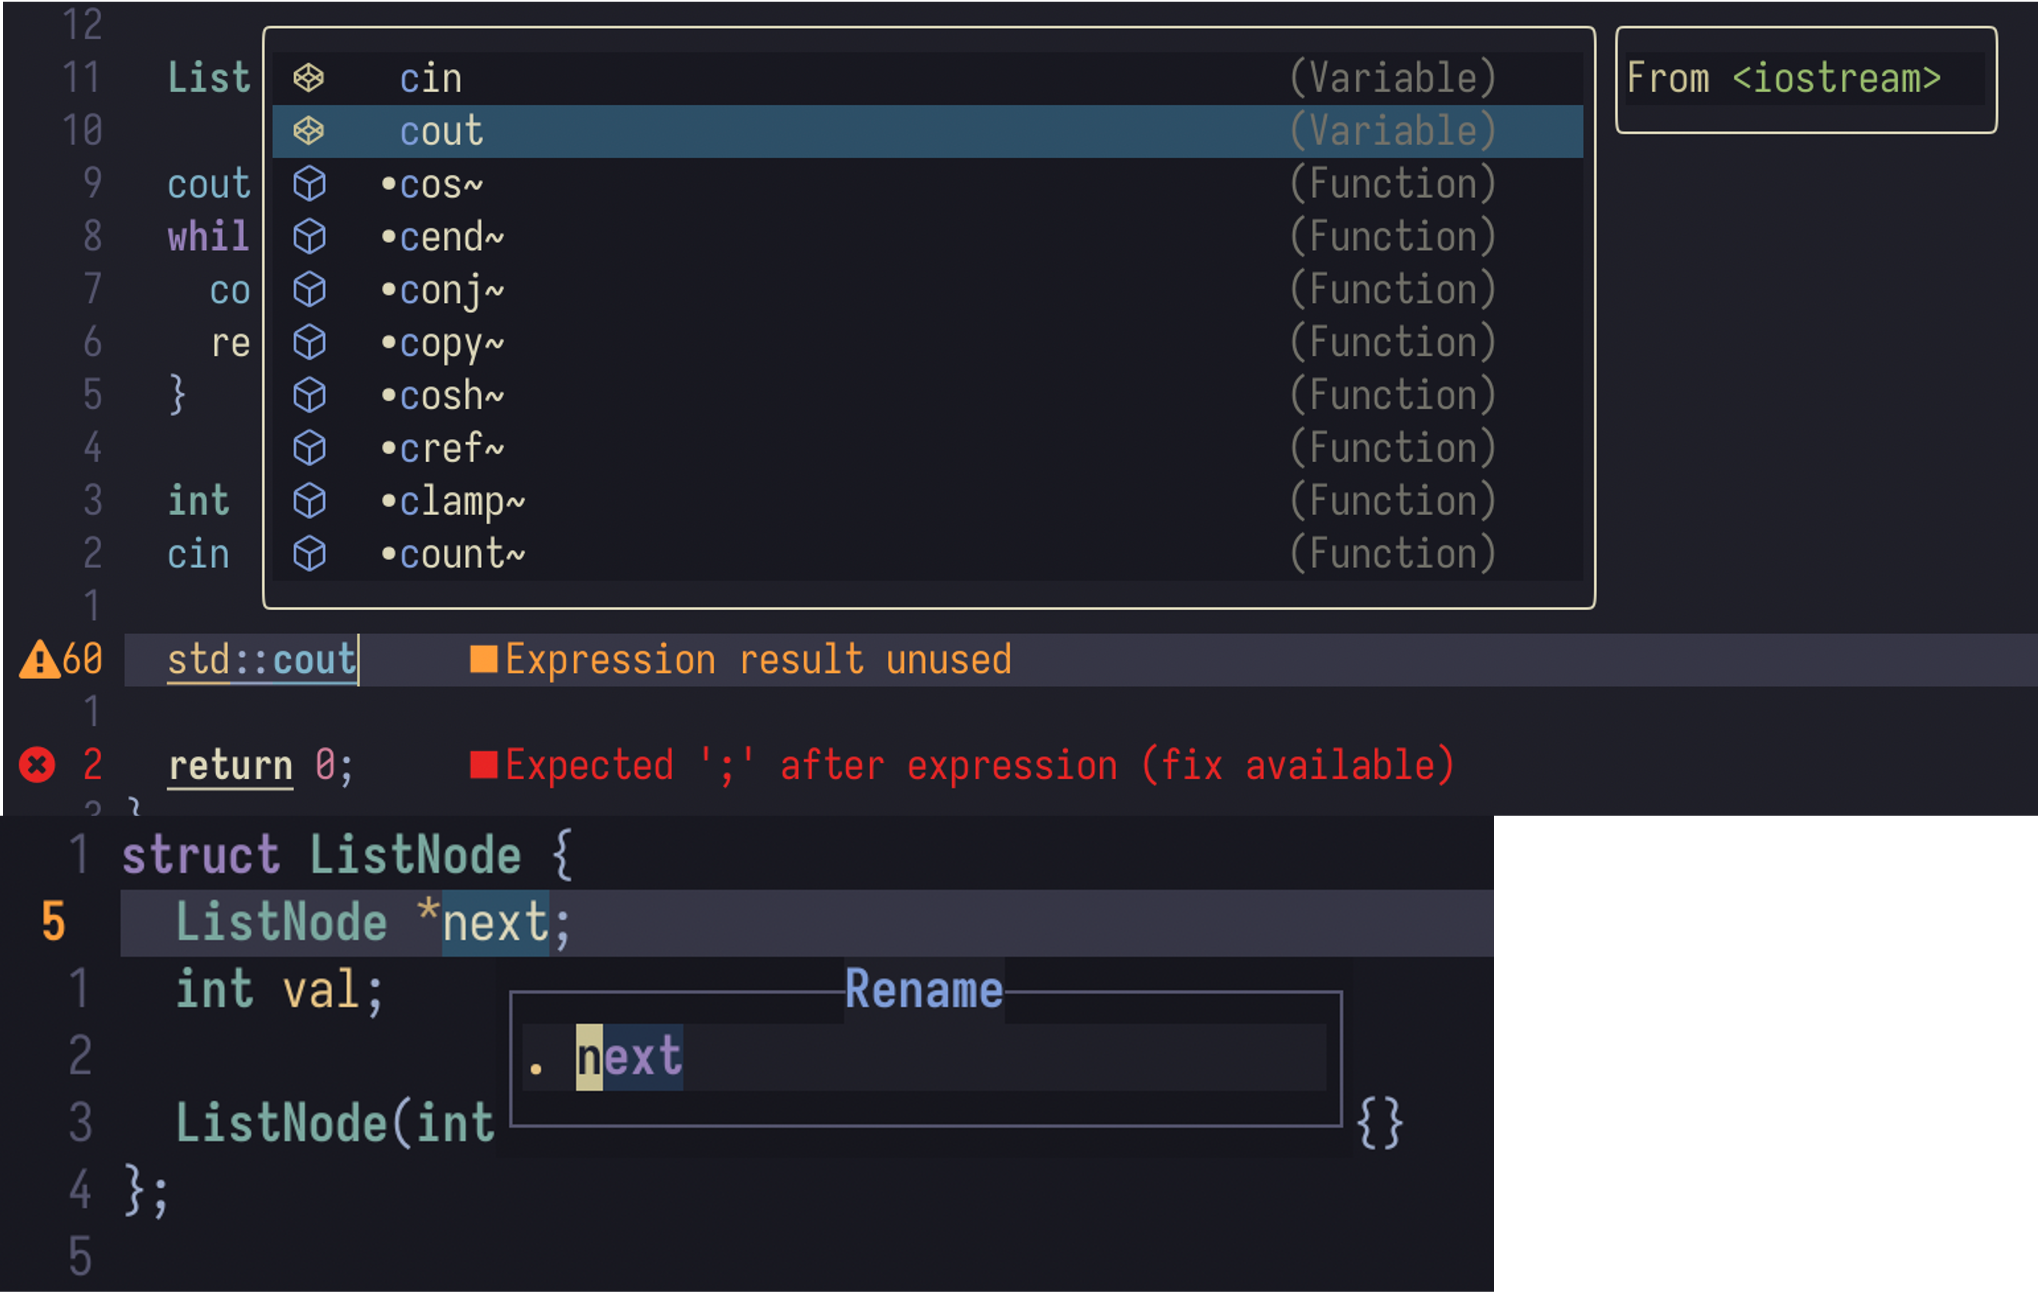 12
11 List cin (Variable) From <iostream>
10 cout (Variable)
9 cout •cos~ (Function)
8 whil •cend~ (Function)
7 co •conj~ (Function)
6 re •copy~ (Function)
5 } •cosh~ (Function)
4 •cref~ (Function)
3 int •clamp~ (Function)
2 cin •count~ (Function)
1
60 std::cout Expression result unused
1
2 return 0; Expected ';' after expression (fix available)
3 }
1 struct ListNode {
5 ListNode *next;
1 int val; Rename
2 . next
3 ListNode(int {}
4 };
5